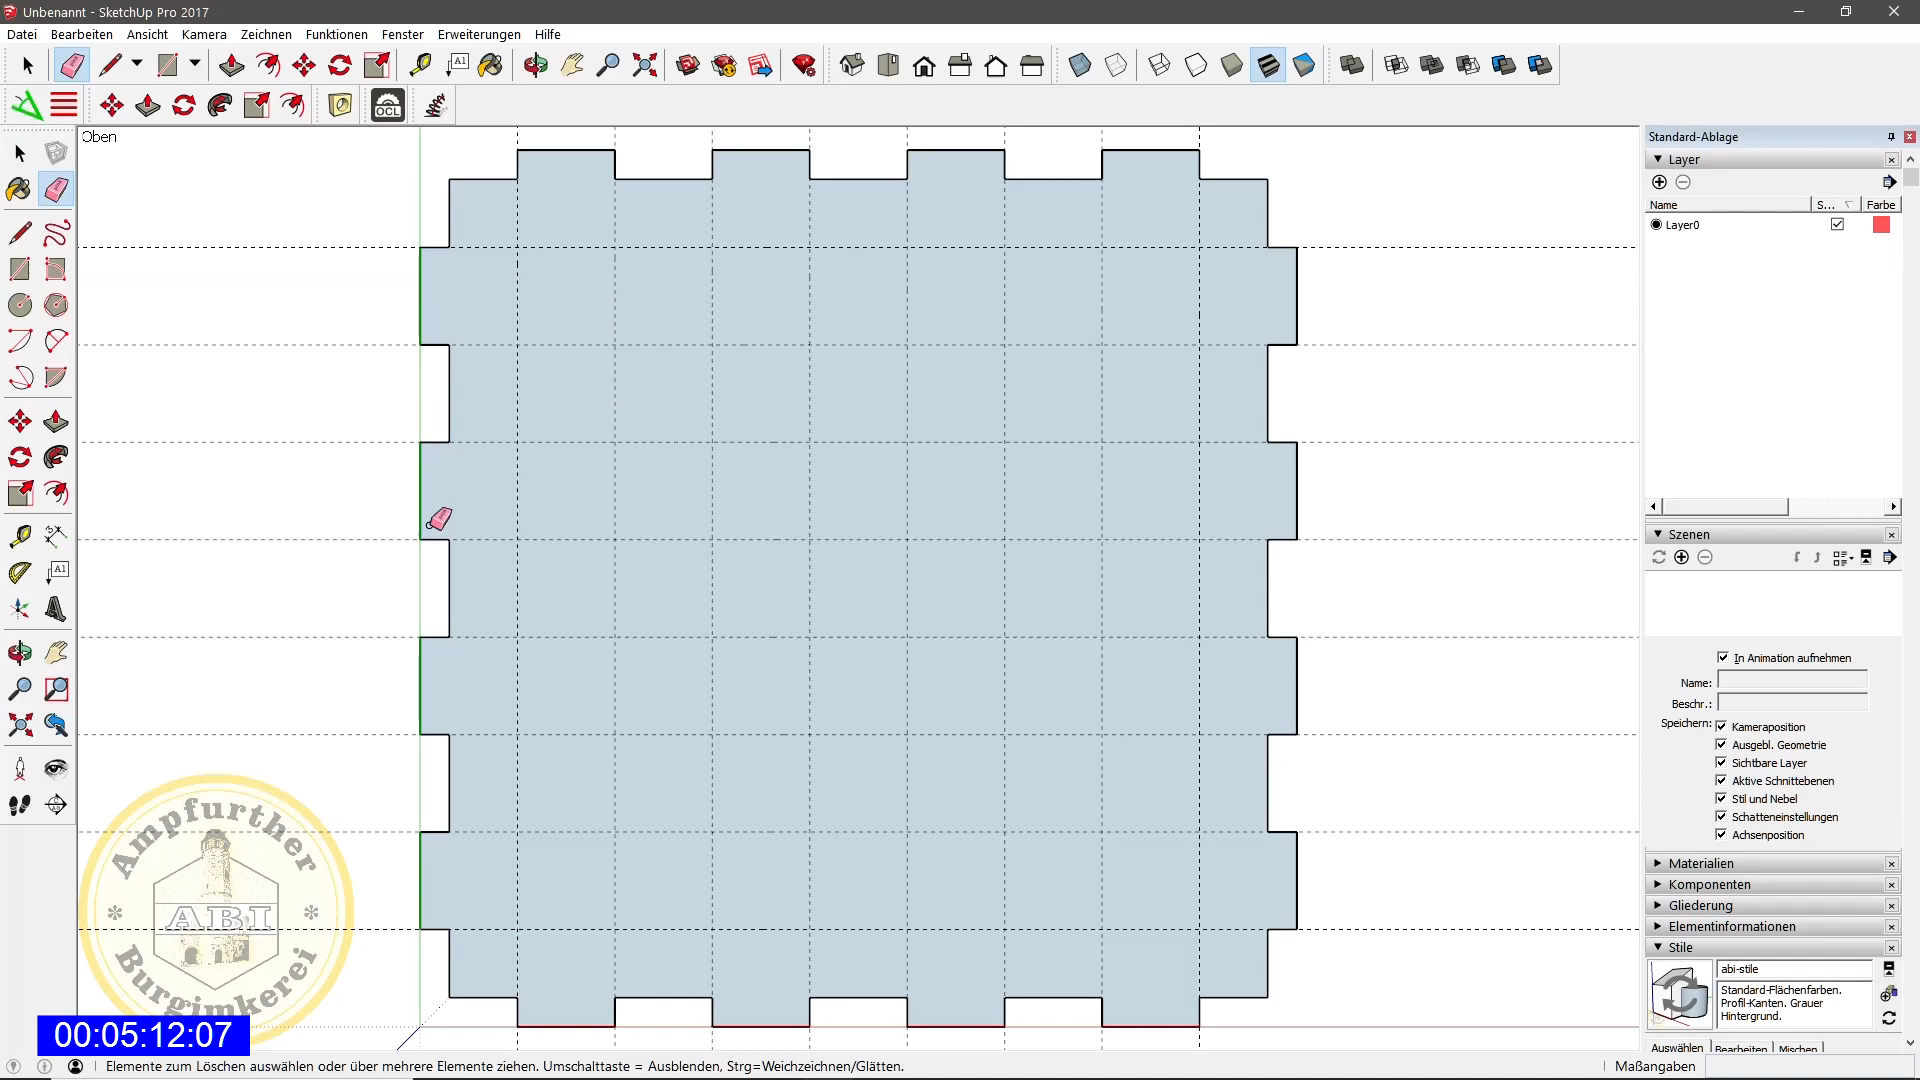 Unbenannt - SketchUp Pro 2017
Datei Bearbeiten Ansicht Kamera Zeichnen Funktionen Fenster Erweiterungen Hilfe
A1
OCL
Oben
Standard-Ablage
Layer
Name S... Farbe
Layer0
A1
Szenen
In Animation aufnehmen
Name:
Beschr.:
Speichern: Kameraposition
Ausgebl. Geometrie
Sichtbare Layer
Aktive Schnittebenen
Stil und Nebel
Schatteneinstellungen
Achsenposition
Materialien
Komponenten
Gliederung
Elementinformationen
Stile
abi-stile
Standard-Flächenfarben.
Profil-Kanten. Grauer
Hintergrund.
Auswählen Bearbeiten Mischen
Ampfurther
ABI
Burgimkerei
00:05:12:07
Elemente zum Löschen auswählen oder über mehrere Elemente ziehen. Umschalttaste = Ausblenden, Strg=Weichzeichnen/Glätten.
Maßangaben